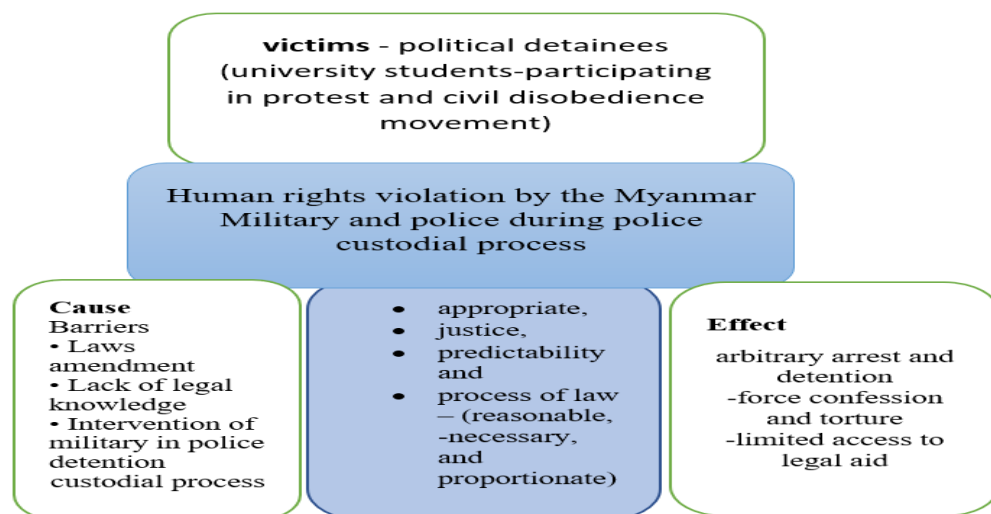 victims - political detainees
(university students-participating
in protest and civil disobedience
movement)
Human rights violation by the Myanmar
Military and police during police
custodial process
Cause
Barriers
• Laws
amendment
• Lack of legal
knowledge
• Intervention of
military in police
detention
custodial process
• appropriate,
• justice,
• predictability
and
• process of law
– (reasonable,
-necessary,
and
proportionate)
Effect
arbitrary arrest and
detention
-force confession
and torture
-limited access to
legal aid